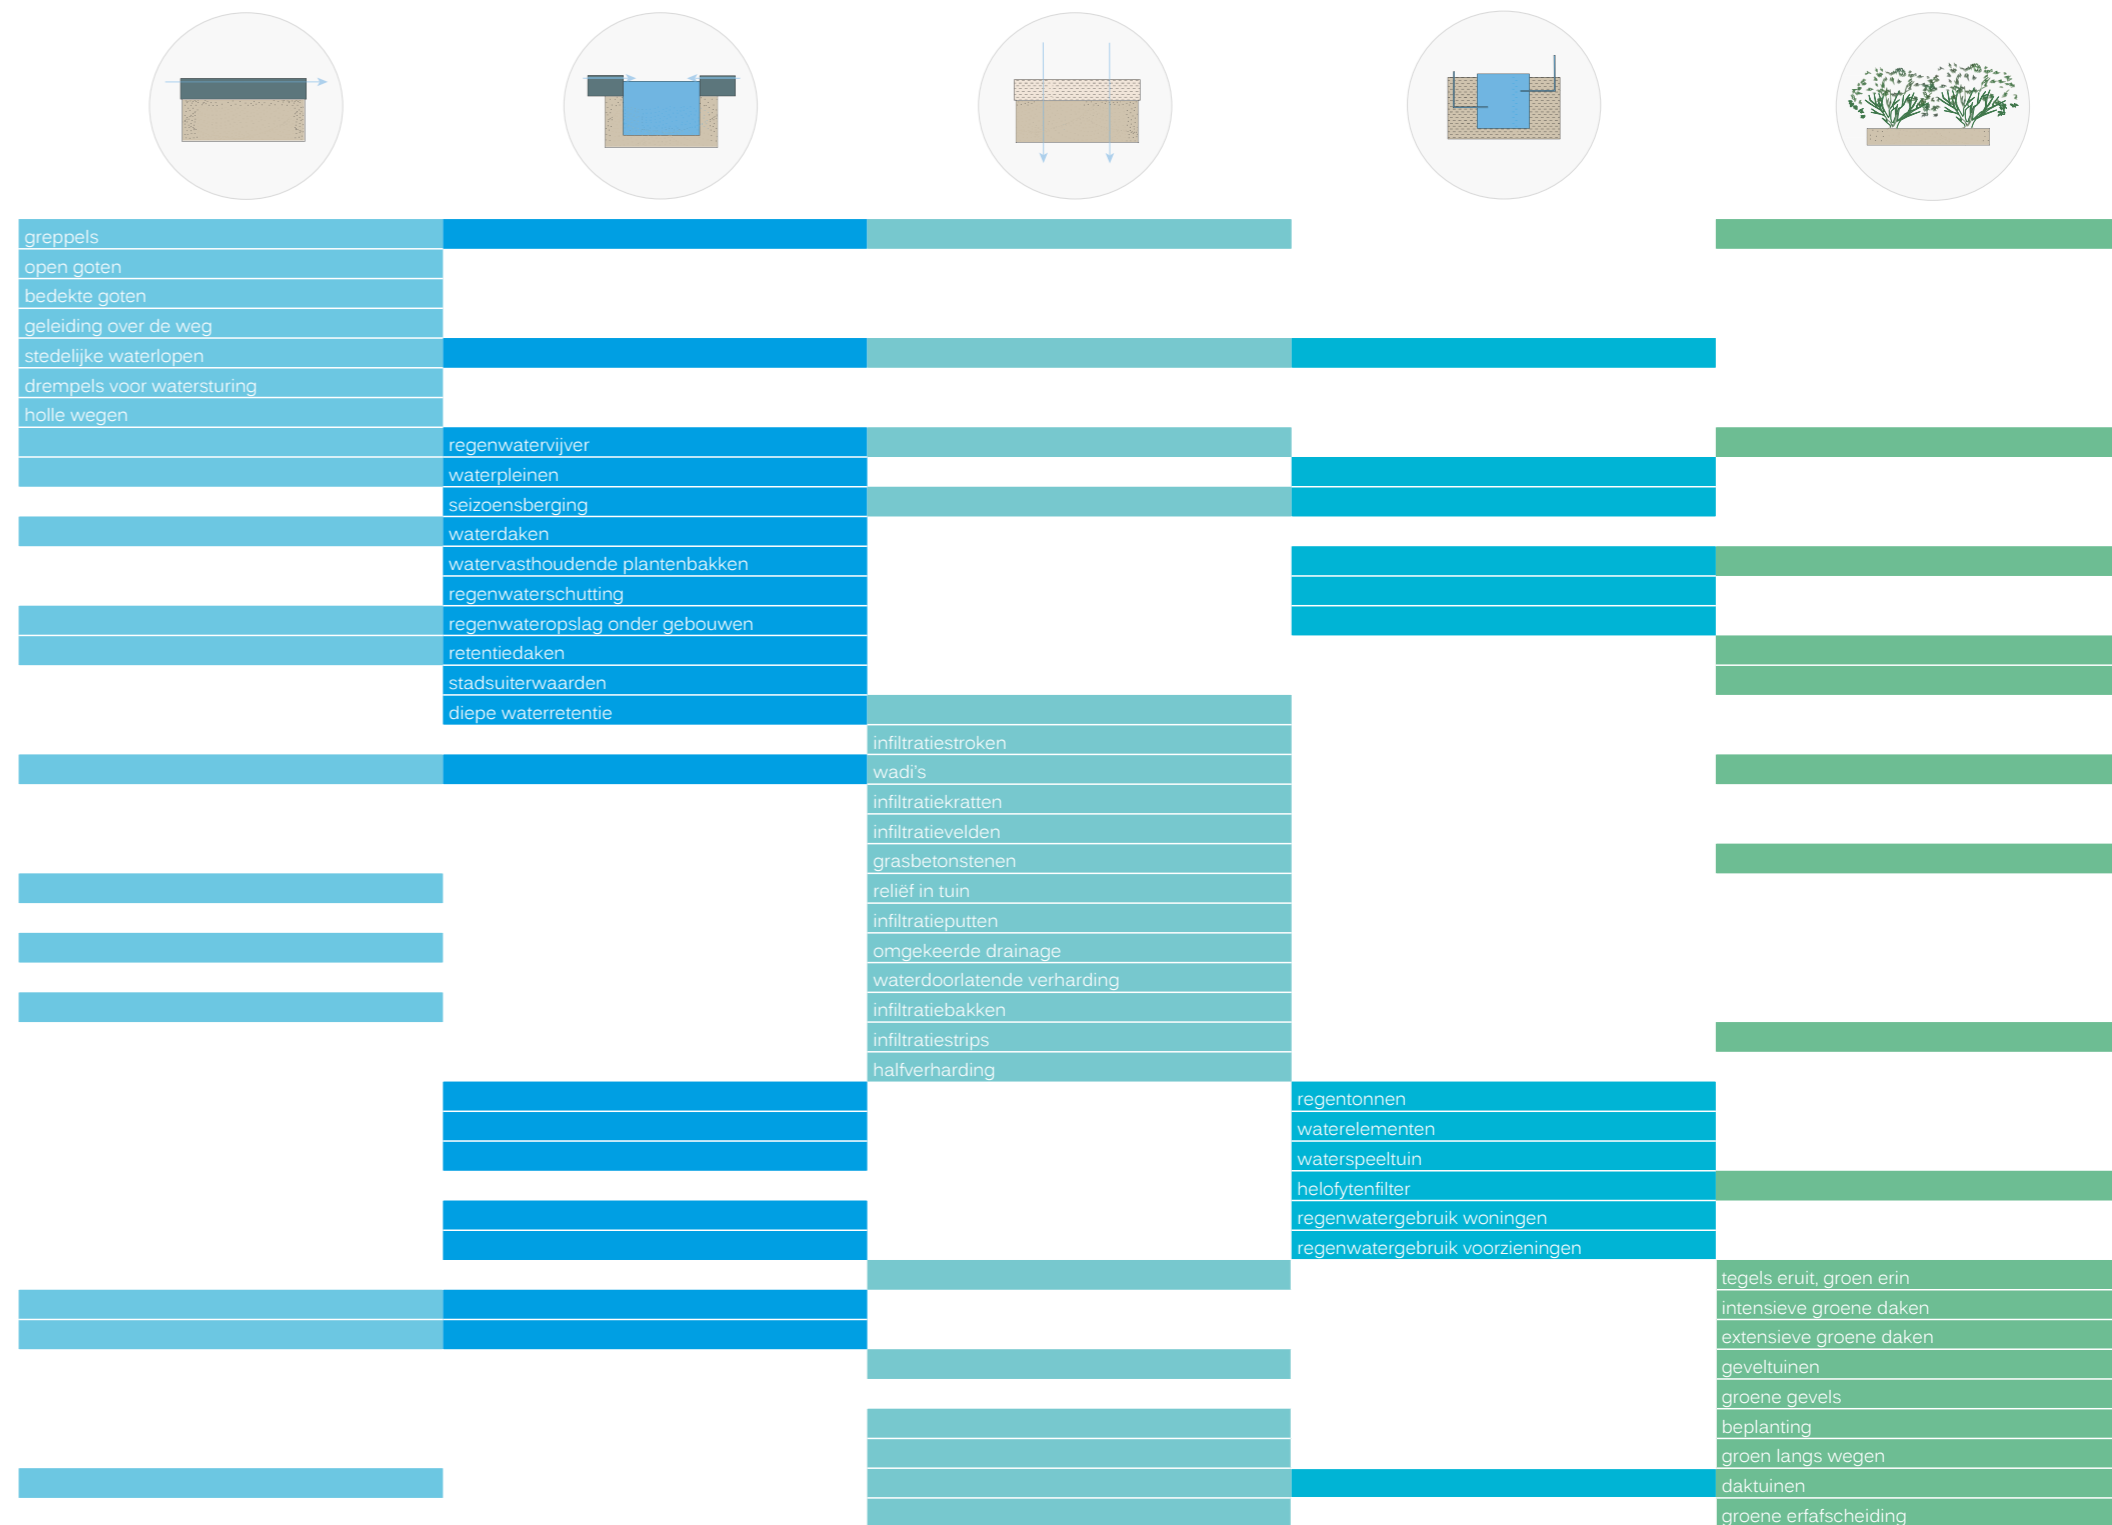 greppels
open goten
bedekte goten
geleiding over de weg
stedelijke waterlopen
drempels voor watersturing
holle wegen
regenwatervijver
waterpleinen
seizoensberging
waterdaken
watervasthoudende plantenbakken
regenwaterschutting
regenwateropslag onder gebouwen
retentiedaken
stadsuiterwaarden
diepe waterretentie
infiltratiestroken
wadi's
infiltratiekratten
infiltratievelden
grasbetonstenen
reliëf in tuin
infiltratieputten
omgekeerde drainage
waterdoorlatende verharding
infiltratiebakken
infiltratiestrips
halfverharding
regentonnen
waterelementen
waterspeeltuin
helofytenfilter
regenwatergebruik woningen
regenwatergebruik voorzieningen
tegels eruit, groen erin
intensieve groene daken
extensieve groene daken
geveltuinen
groene gevels
beplanting
groen langs wegen
daktuinen
groene erfafscheiding